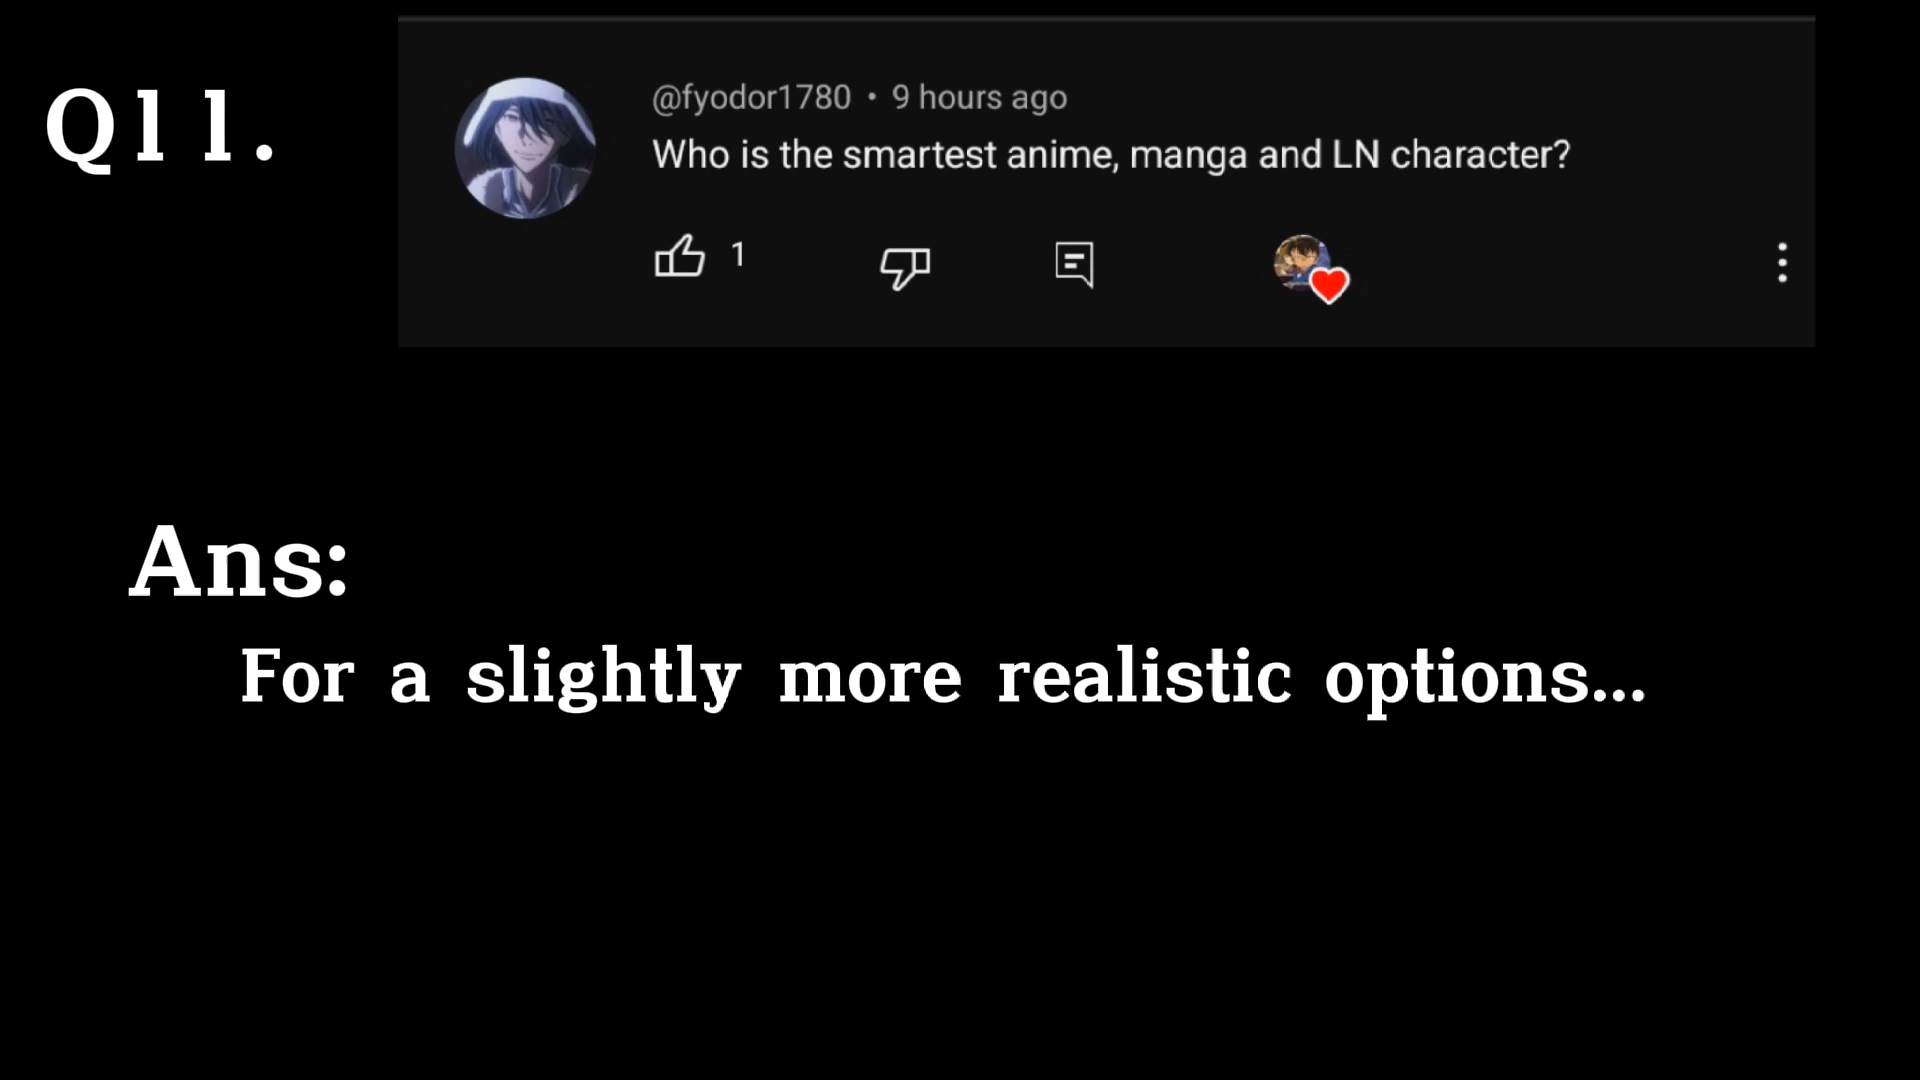 Q11.
@fyodor1780 • 9 hours ago
Who is the smartest anime, manga and LN character?
1
Ans:
For a slightly more realistic options...